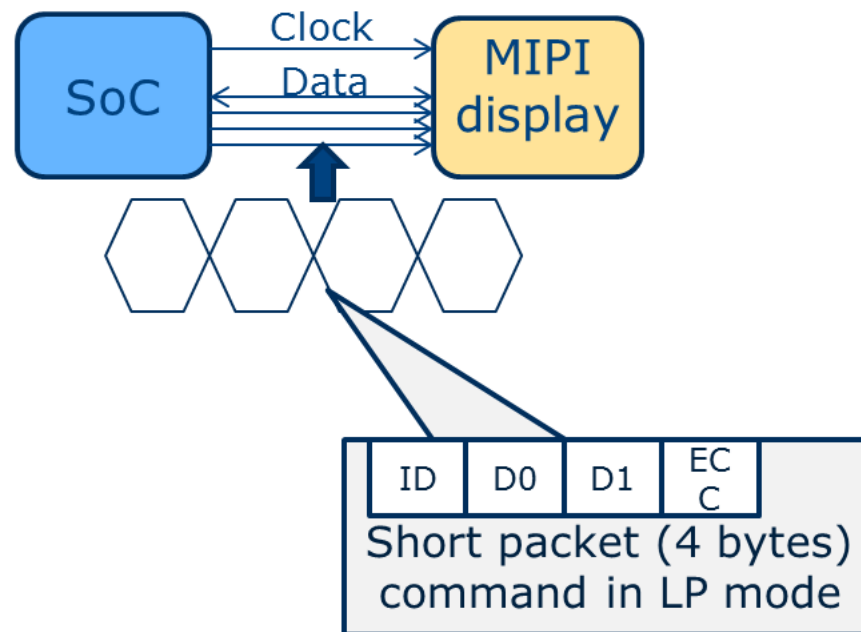 SoC
Clock
Data
MIPI
display
ID D0 D1 EC
C
Short packet (4 bytes)
command in LP mode